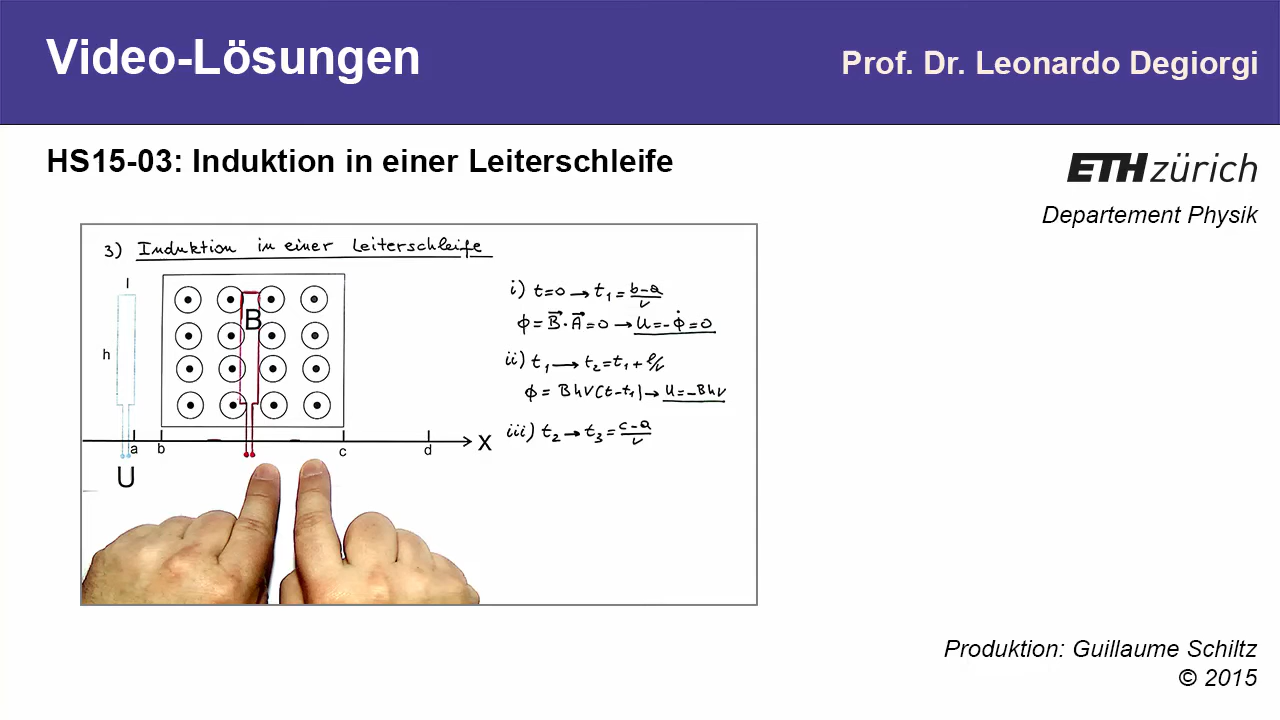 Video-Lösungen
Prof. Dr. Leonardo Degiorgi
HS15-03: Induktion in einer Leiterschleife
ETH zürich
Departement Physik
3) Induktion in einer Leiterschleife
l
h
B
a
b
c
d
X
U
i) t=0 → t₁ = (b-a)/v
ϕ = B⃗ · A⃗ = 0 → U = -ϕ̇ = 0
ii) t₁ → t₂ = t₁ + ℓ/v
ϕ = Bhv(t-t₁) → U = -Bhv
iii) t₂ → t₃ = (c-a)/v
Produktion: Guillaume Schiltz
© 2015